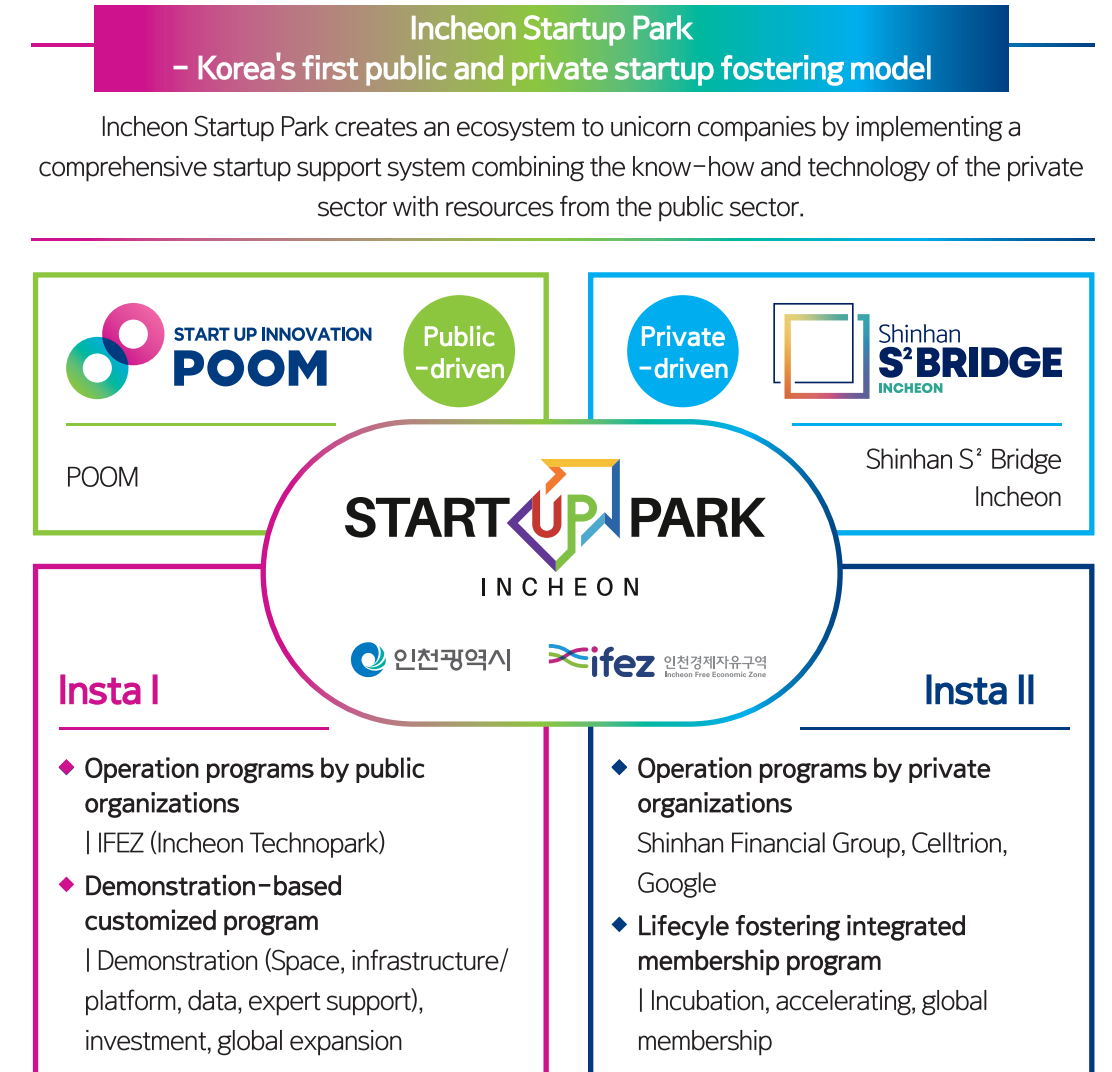 Incheon Startup Park
- Korea's first public and private startup fostering model
Incheon Startup Park creates an ecosystem to unicorn companies by implementing a
comprehensive startup support system combining the know-how and technology of the private
sector with resources from the public sector.
START UP INNOVATION
POOM
Public
-driven
POOM
Private
-driven
Shinhan
S² BRIDGE
INCHEON
Shinhan S² Bridge
Incheon
START UP PARK
INCHEON
인천광역시
ifez 인천경제자유구역
Incheon Free Economic Zone
Insta I
◆ Operation programs by public
organizations
| IFEZ (Incheon Technopark)
◆ Demonstration-based
customized program
| Demonstration (Space, infrastructure/
platform, data, expert support),
investment, global expansion
Insta II
◆ Operation programs by private
organizations
Shinhan Financial Group, Celltrion,
Google
◆ Lifecyle fostering integrated
membership program
| Incubation, accelerating, global
membership